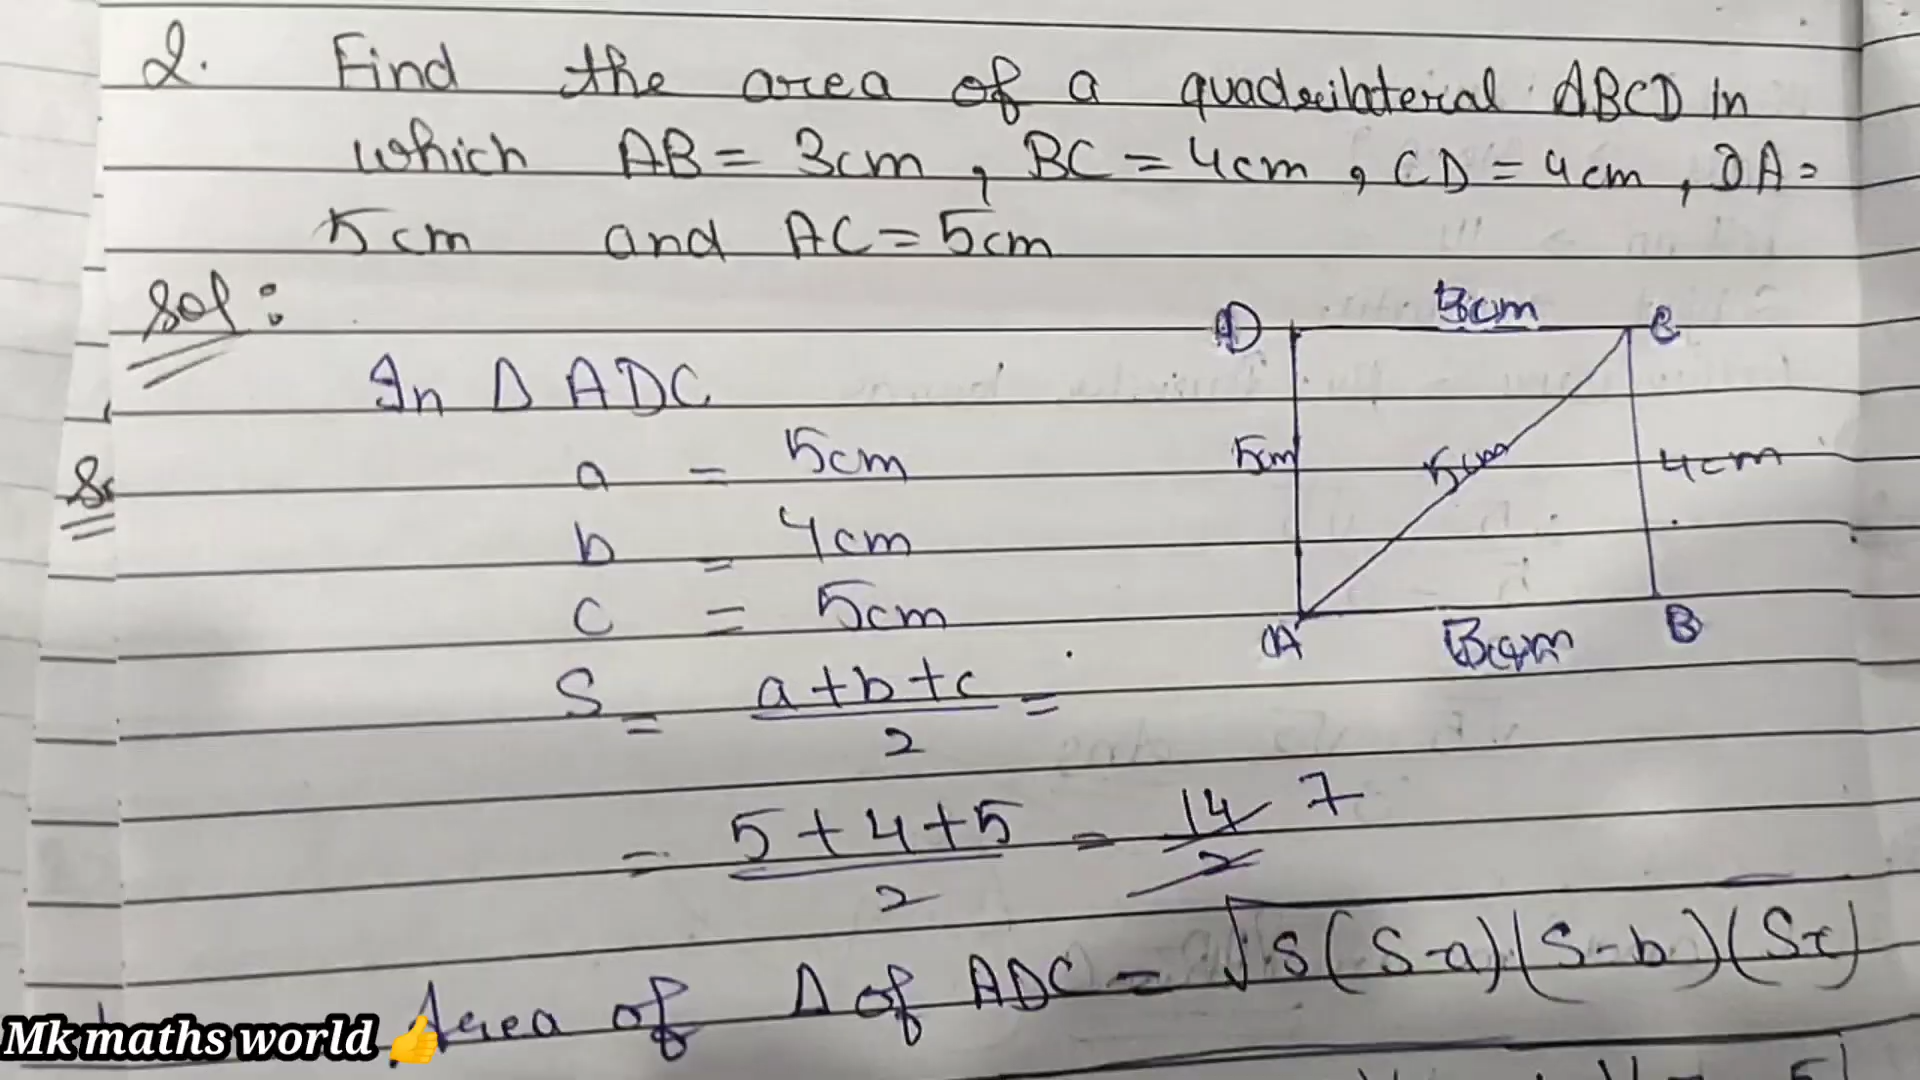 2. Find the area of a quadrilateral ABCD in
which AB = 3cm, BC = 4cm, CD = 4cm, DA =
5cm and AC = 5cm
Sol:
In Δ ADC
a = 5cm
b = 4cm
c = 5cm
S = a+b+c/2 =
= 5+4+5/2 = 14/2 7
Area of Δ of ADC = √S(S-a)(S-b)(S-c)
D
C
5cm
5cm
4cm
A
B
Mk maths world 👍